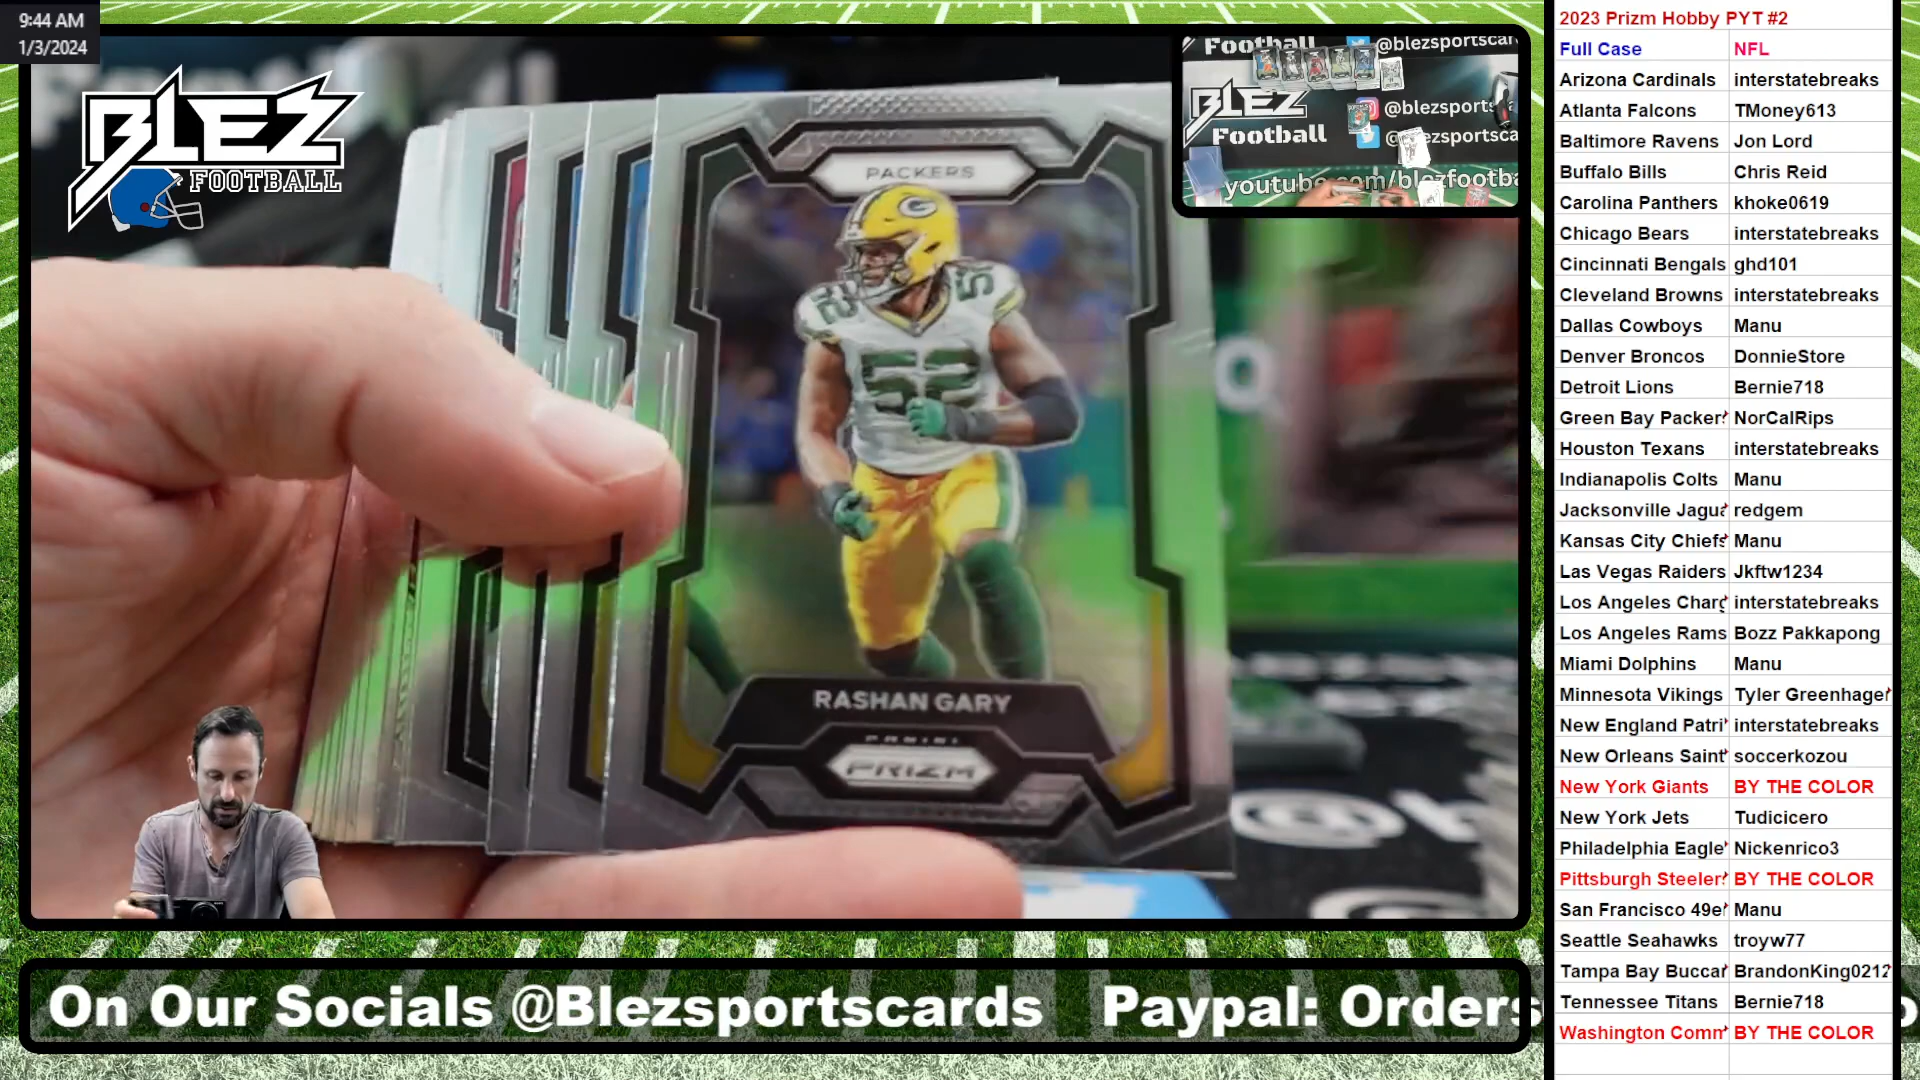 9:44 AM
1/3/2024
BLEZ
FOOTBALL
PACKERS
52
RASHAN GARY
PANINI
PRIZM
Football @blezsportscar
BLEZ @blezsports
Football
youtube.com/blezfootba
On Our Socials @Blezsportscards Paypal: Orders
2023 Prizm Hobby PYT #2
Full Case NFL
Arizona Cardinals interstatebreaks
Atlanta Falcons TMoney613
Baltimore Ravens Jon Lord
Buffalo Bills Chris Reid
Carolina Panthers khoke0619
Chicago Bears interstatebreaks
Cincinnati Bengals ghd101
Cleveland Browns interstatebreaks
Dallas Cowboys Manu
Denver Broncos DonnieStore
Detroit Lions Bernie718
Green Bay Packer NorCalRips
Houston Texans interstatebreaks
Indianapolis Colts Manu
Jacksonville Jagu redgem
Kansas City Chiefs Manu
Las Vegas Raiders Jkftw1234
Los Angeles Charg interstatebreaks
Los Angeles Rams Bozz Pakkapong
Miami Dolphins Manu
Minnesota Vikings Tyler Greenhage
New England Patri interstatebreaks
New Orleans Saint soccerkozou
New York Giants BY THE COLOR
New York Jets Tudicicero
Philadelphia Eagle Nickenrico3
Pittsburgh Steeler BY THE COLOR
San Francisco 49e Manu
Seattle Seahawks troyw77
Tampa Bay Buccar BrandonKing0212
Tennessee Titans Bernie718
Washington Comm BY THE COLOR